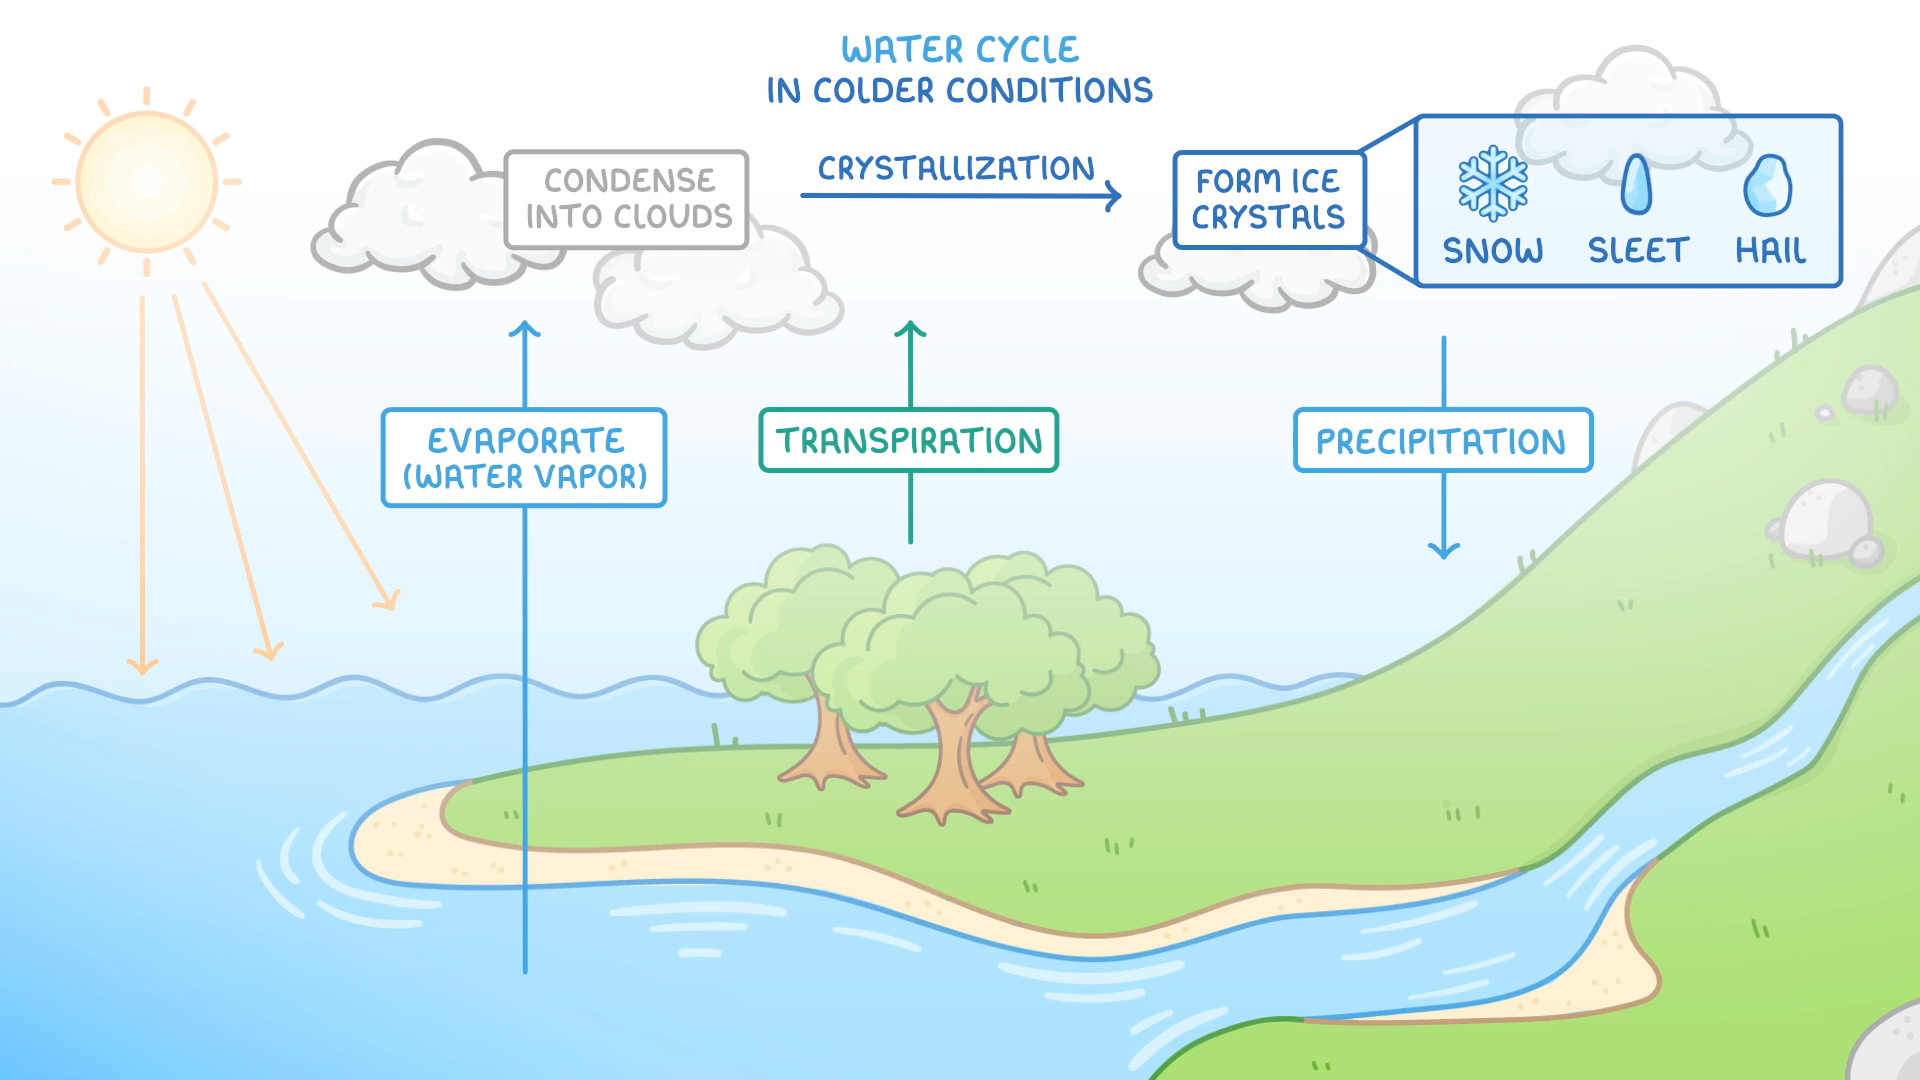 WATER CYCLE
IN COLDER CONDITIONS
CONDENSE
INTO CLOUDS
CRYSTALLIZATION
FORM ICE
CRYSTALS
SNOW
SLEET
HAIL
EVAPORATE
(WATER VAPOR)
TRANSPIRATION
PRECIPITATION